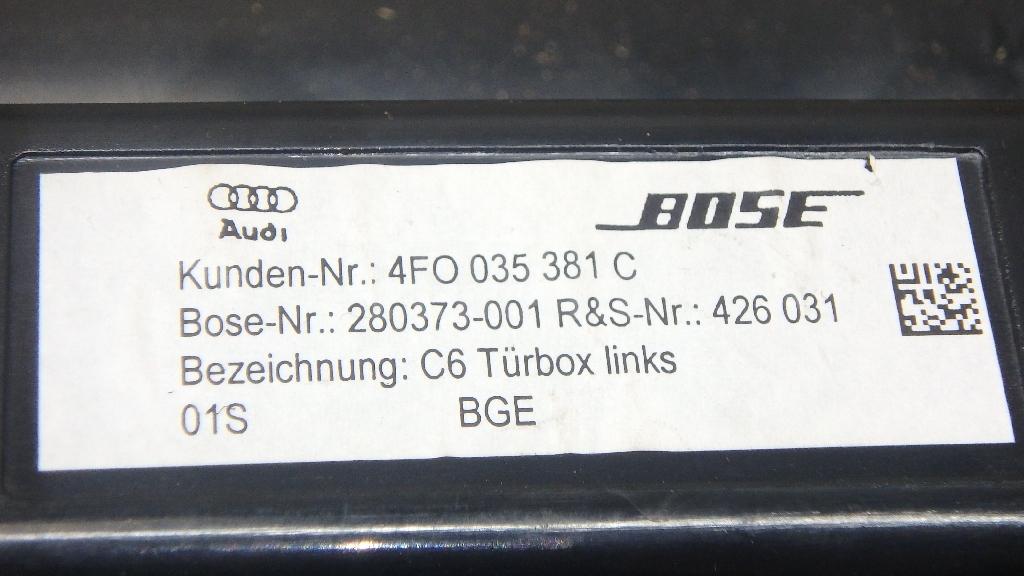 Audi
BOSE
Kunden-Nr.: 4FO 035 381 C
Bose-Nr.: 280373-001 R&S-Nr.: 426 031
Bezeichnung: C6 Türbox links
01S BGE